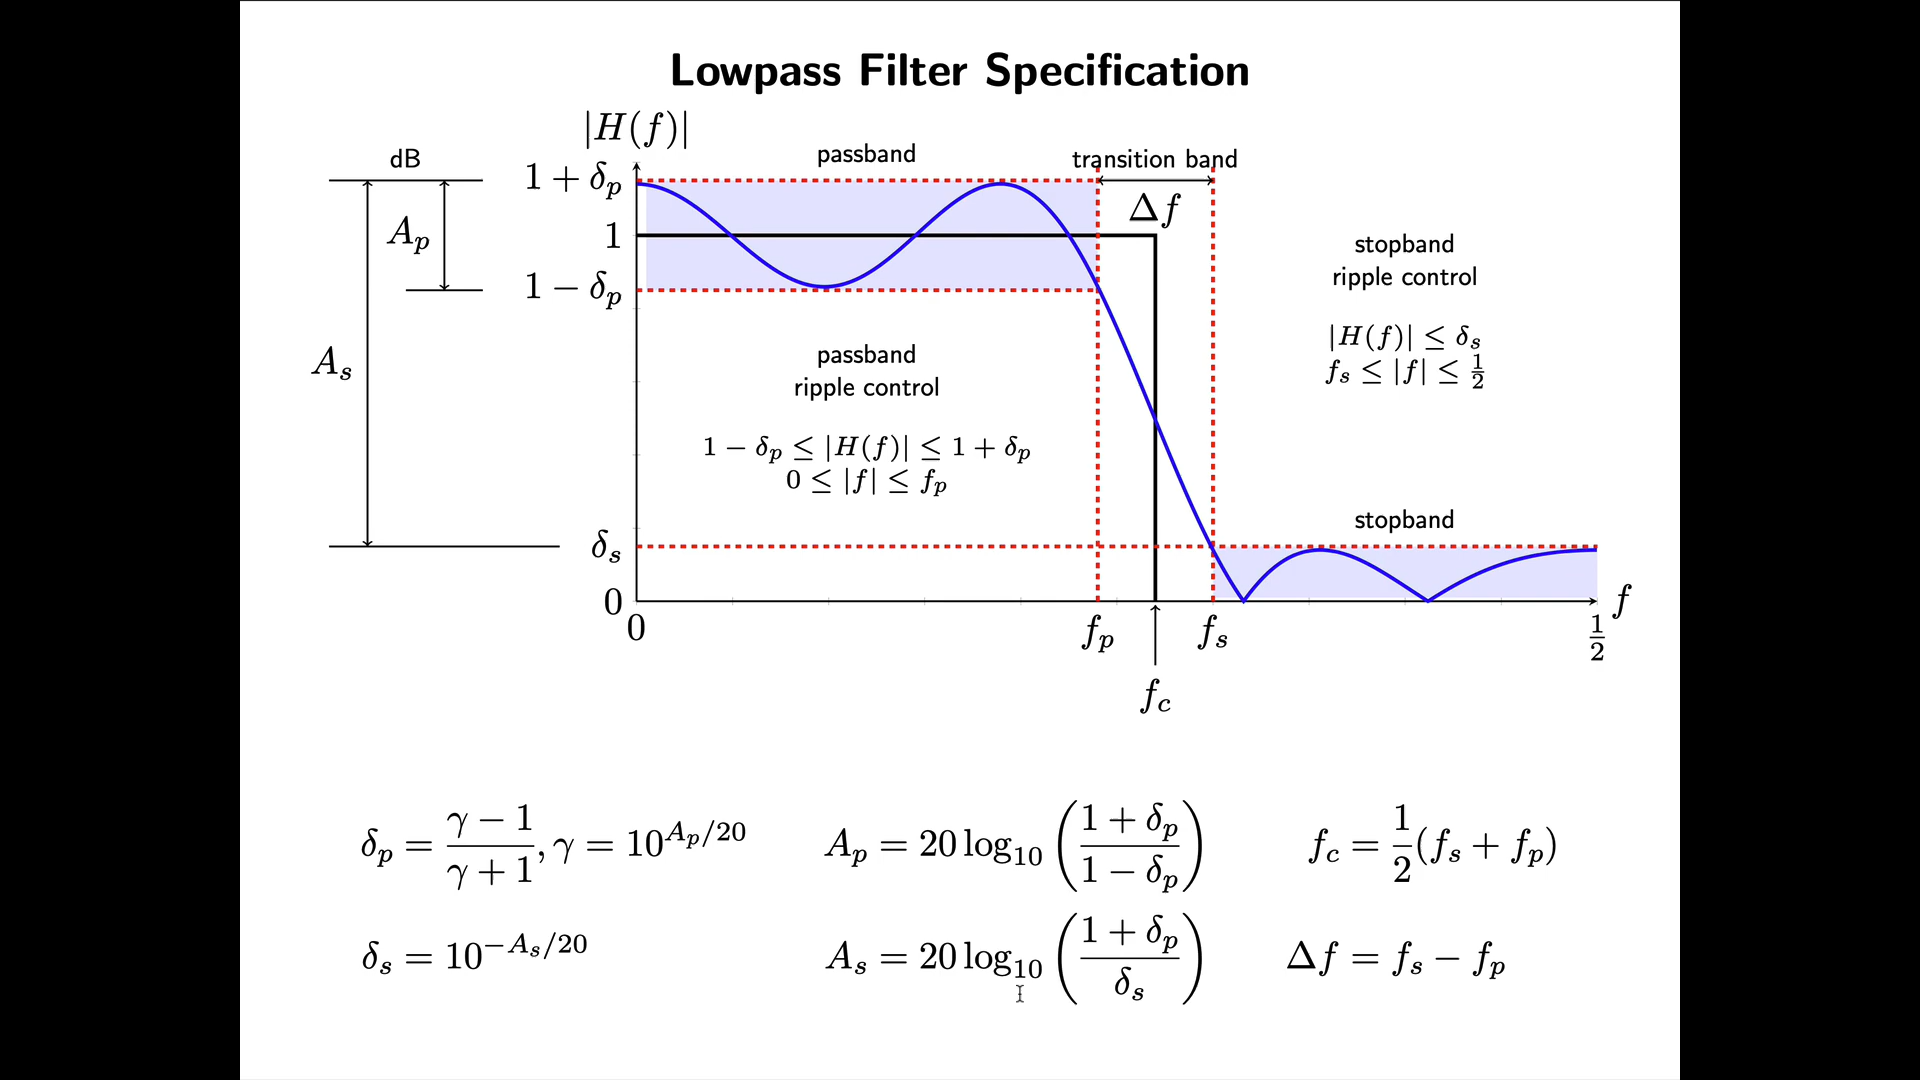 Lowpass Filter Specification
|H(f)|
dB
passband
transition band
1 + δ_p
Δf
A_p
1
stopband
ripple control
1 − δ_p
|H(f)| ≤ δ_s
f_s ≤ |f| ≤ 1/2
passband
ripple control
A_s
1 − δ_p ≤ |H(f)| ≤ 1 + δ_p
0 ≤ |f| ≤ f_p
stopband
δ_s
0
f
0
f_p
f_s
1/2
f_c
δ_p = (γ − 1)/(γ + 1), γ = 10^{A_p/20}
A_p = 20 log_10 ((1 + δ_p)/(1 − δ_p))
f_c = 1/2 (f_s + f_p)
δ_s = 10^{−A_s/20}
A_s = 20 log_10 ((1 + δ_p)/δ_s)
Δf = f_s − f_p